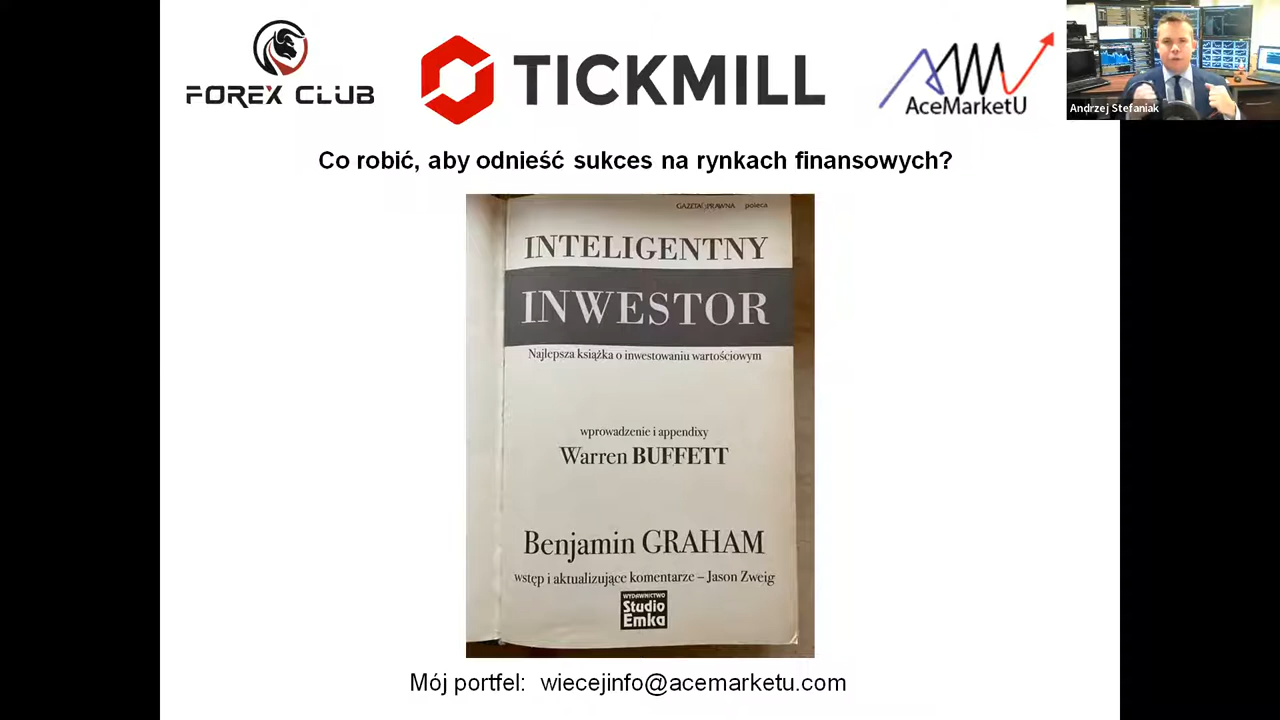 FOREX CLUB
TICKMILL
AceMarketU
Andrzej Stefaniak
Co robić, aby odnieść sukces na rynkach finansowych?
GAZETA PRAWNA poleca
INTELIGENTNY
INWESTOR
Najlepsza książka o inwestowaniu wartościowym
wprowadzenie i appendixy
Warren BUFFETT
Benjamin GRAHAM
wstęp i aktualizujące komentarze – Jason Zweig
WYDAWNICTWO
Studio
Emka
Mój portfel: wiecejinfo@acemarketu.com